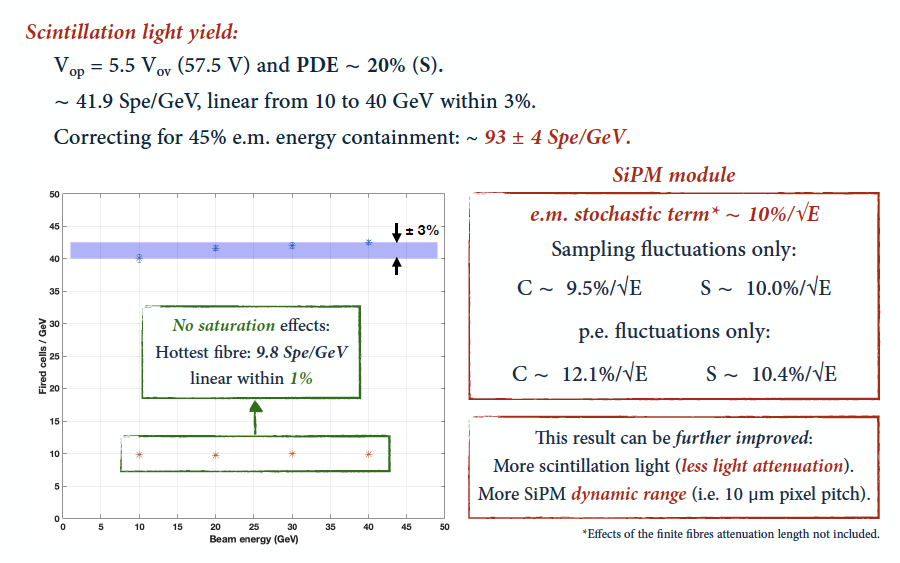 Scintillation light yield:
Vop = 5.5 Vov (57.5 V) and PDE ~ 20% (S).
~ 41.9 Spe/GeV, linear from 10 to 40 GeV within 3%.
Correcting for 45% e.m. energy containment: ~ 93 ± 4 Spe/GeV.
50
45
40
35
30
25
20
15
10
5
0
Fired cells / GeV
± 3%
No saturation effects:
Hottest fibre: 9.8 Spe/GeV
linear within 1%
0 5 10 15 20 25 30 35 40 45 50
Beam energy (GeV)
SiPM module
e.m. stochastic term* ~ 10%/√E
Sampling fluctuations only:
C ~ 9.5%/√E S ~ 10.0%/√E
p.e. fluctuations only:
C ~ 12.1%/√E S ~ 10.4%/√E
This result can be further improved:
More scintillation light (less light attenuation).
More SiPM dynamic range (i.e. 10 μm pixel pitch).
*Effects of the finite fibres attenuation length not included.